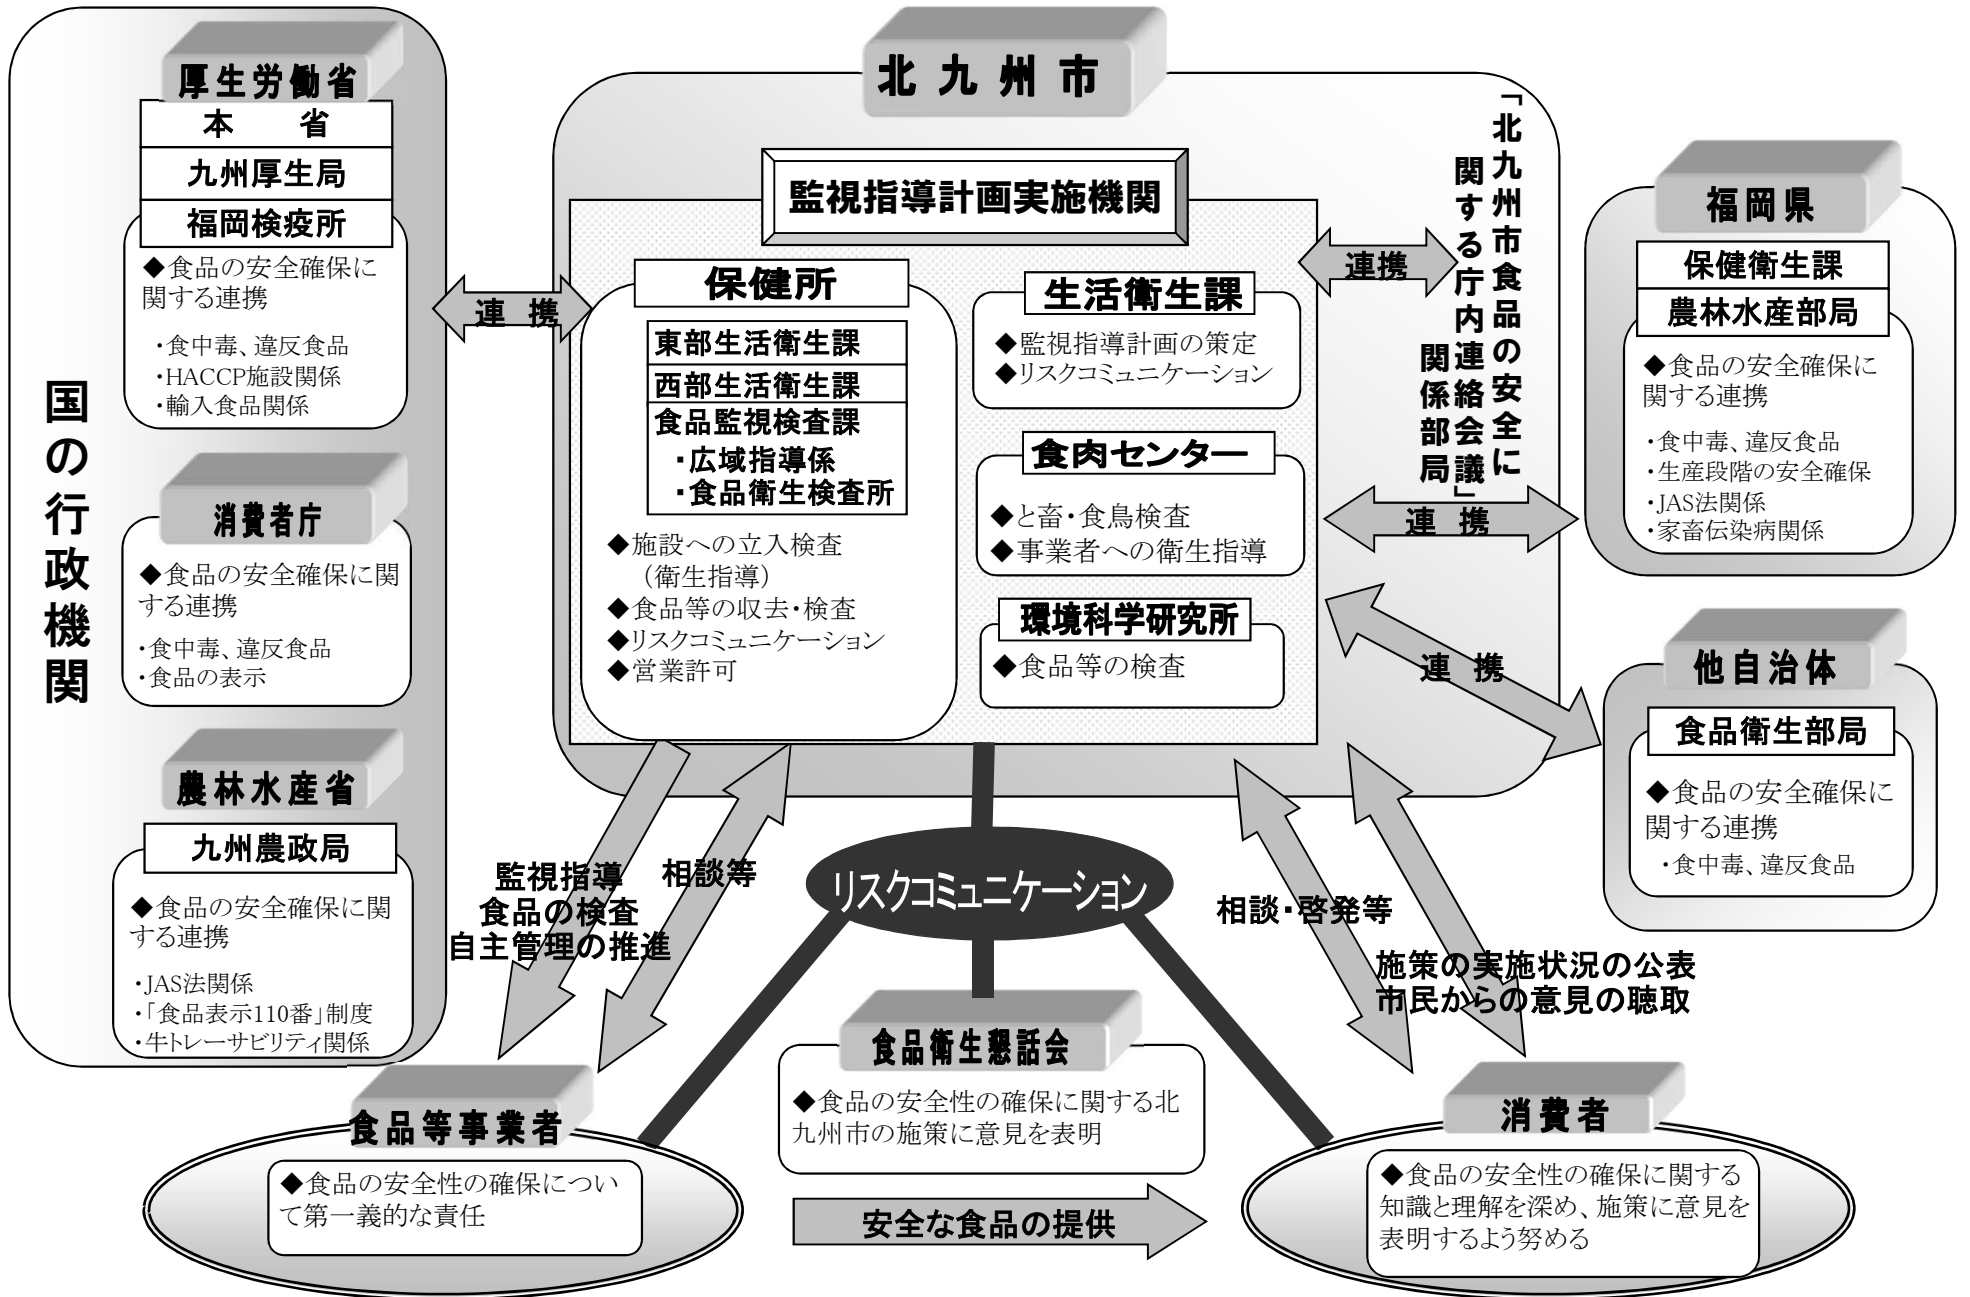 国の行政機関
厚生労働省
本　　省
九州厚生局
福岡検疫所
◆食品の安全確保に
関する連携
・食中毒、違反食品
・HACCP施設関係
・輸入食品関係
消費者庁
◆食品の安全確保に関
する連携
・食中毒、違反食品
・食品の表示
農林水産省
九州農政局
◆食品の安全確保に関
する連携
・JAS法関係
・「食品表示110番」制度
・牛トレーサビリティ関係
連　携
北九州市
監視指導計画実施機関
保健所
東部生活衛生課
西部生活衛生課
食品監視検査課
・広域指導係
・食品衛生検査所
◆施設への立入検査
（衛生指導）
◆食品等の収去・検査
◆リスクコミュニケーション
◆営業許可
生活衛生課
◆監視指導計画の策定
◆リスクコミュニケーション
食肉センター
◆と畜・食鳥検査
◆事業者への衛生指導
環境科学研究所
◆食品等の検査
連携
「北九州市食品の安全に
関する庁内連絡会議」
関係部局
連　携
連　携
福岡県
保健衛生課
農林水産部局
◆食品の安全確保に
関する連携
・食中毒、違反食品
・生産段階の安全確保
・JAS法関係
・家畜伝染病関係
他自治体
食品衛生部局
◆食品の安全確保に
関する連携
・食中毒、違反食品
監視指導
食品の検査
自主管理の推進
相談等
リスクコミュニケーション
相談・啓発等
施策の実施状況の公表
市民からの意見の聴取
食品等事業者
◆食品の安全性の確保につい
て第一義的な責任
食品衛生懇話会
◆食品の安全性の確保に関する北
九州市の施策に意見を表明
安全な食品の提供
消費者
◆食品の安全性の確保に関する
知識と理解を深め、施策に意見を
表明するよう努める